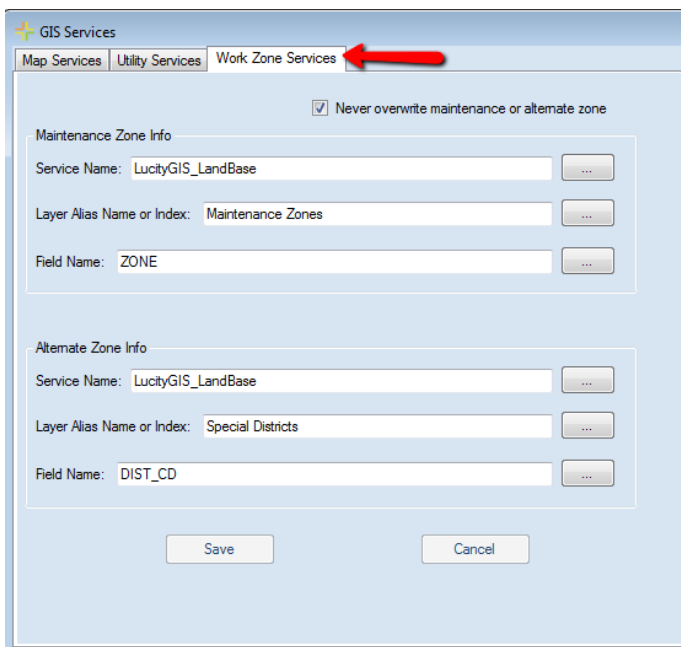 GIS Services
Map Services Utility Services Work Zone Services
Never overwrite maintenance or alternate zone
Maintenance Zone Info
Service Name: LucityGIS_LandBase ...
Layer Alias Name or Index: Maintenance Zones ...
Field Name: ZONE ...
Alternate Zone Info
Service Name: LucityGIS_LandBase ...
Layer Alias Name or Index: Special Districts ...
Field Name: DIST_CD ...
Save Cancel